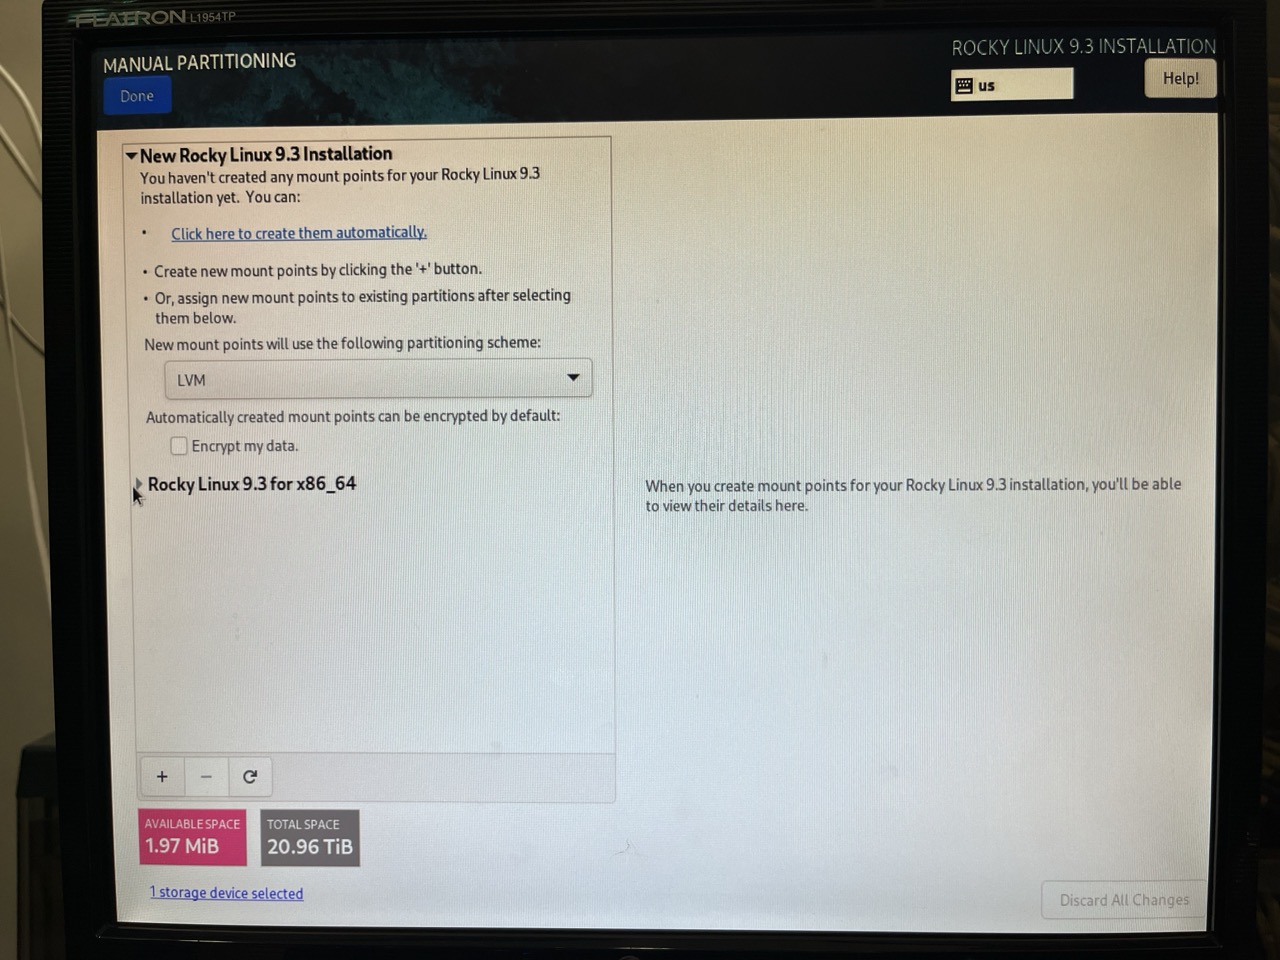 FLATRON L1954TP
MANUAL PARTITIONING
ROCKY LINUX 9.3 INSTALLATION
Done
us
Help!
New Rocky Linux 9.3 Installation
You haven't created any mount points for your Rocky Linux 9.3
installation yet. You can:
• Click here to create them automatically.
• Create new mount points by clicking the '+' button.
• Or, assign new mount points to existing partitions after selecting
them below.
New mount points will use the following partitioning scheme:
LVM
Automatically created mount points can be encrypted by default:
Encrypt my data.
Rocky Linux 9.3 for x86_64
When you create mount points for your Rocky Linux 9.3 installation, you'll be able
to view their details here.
+ −
AVAILABLE SPACE
1.97 MiB
TOTAL SPACE
20.96 TiB
1 storage device selected
Discard All Changes